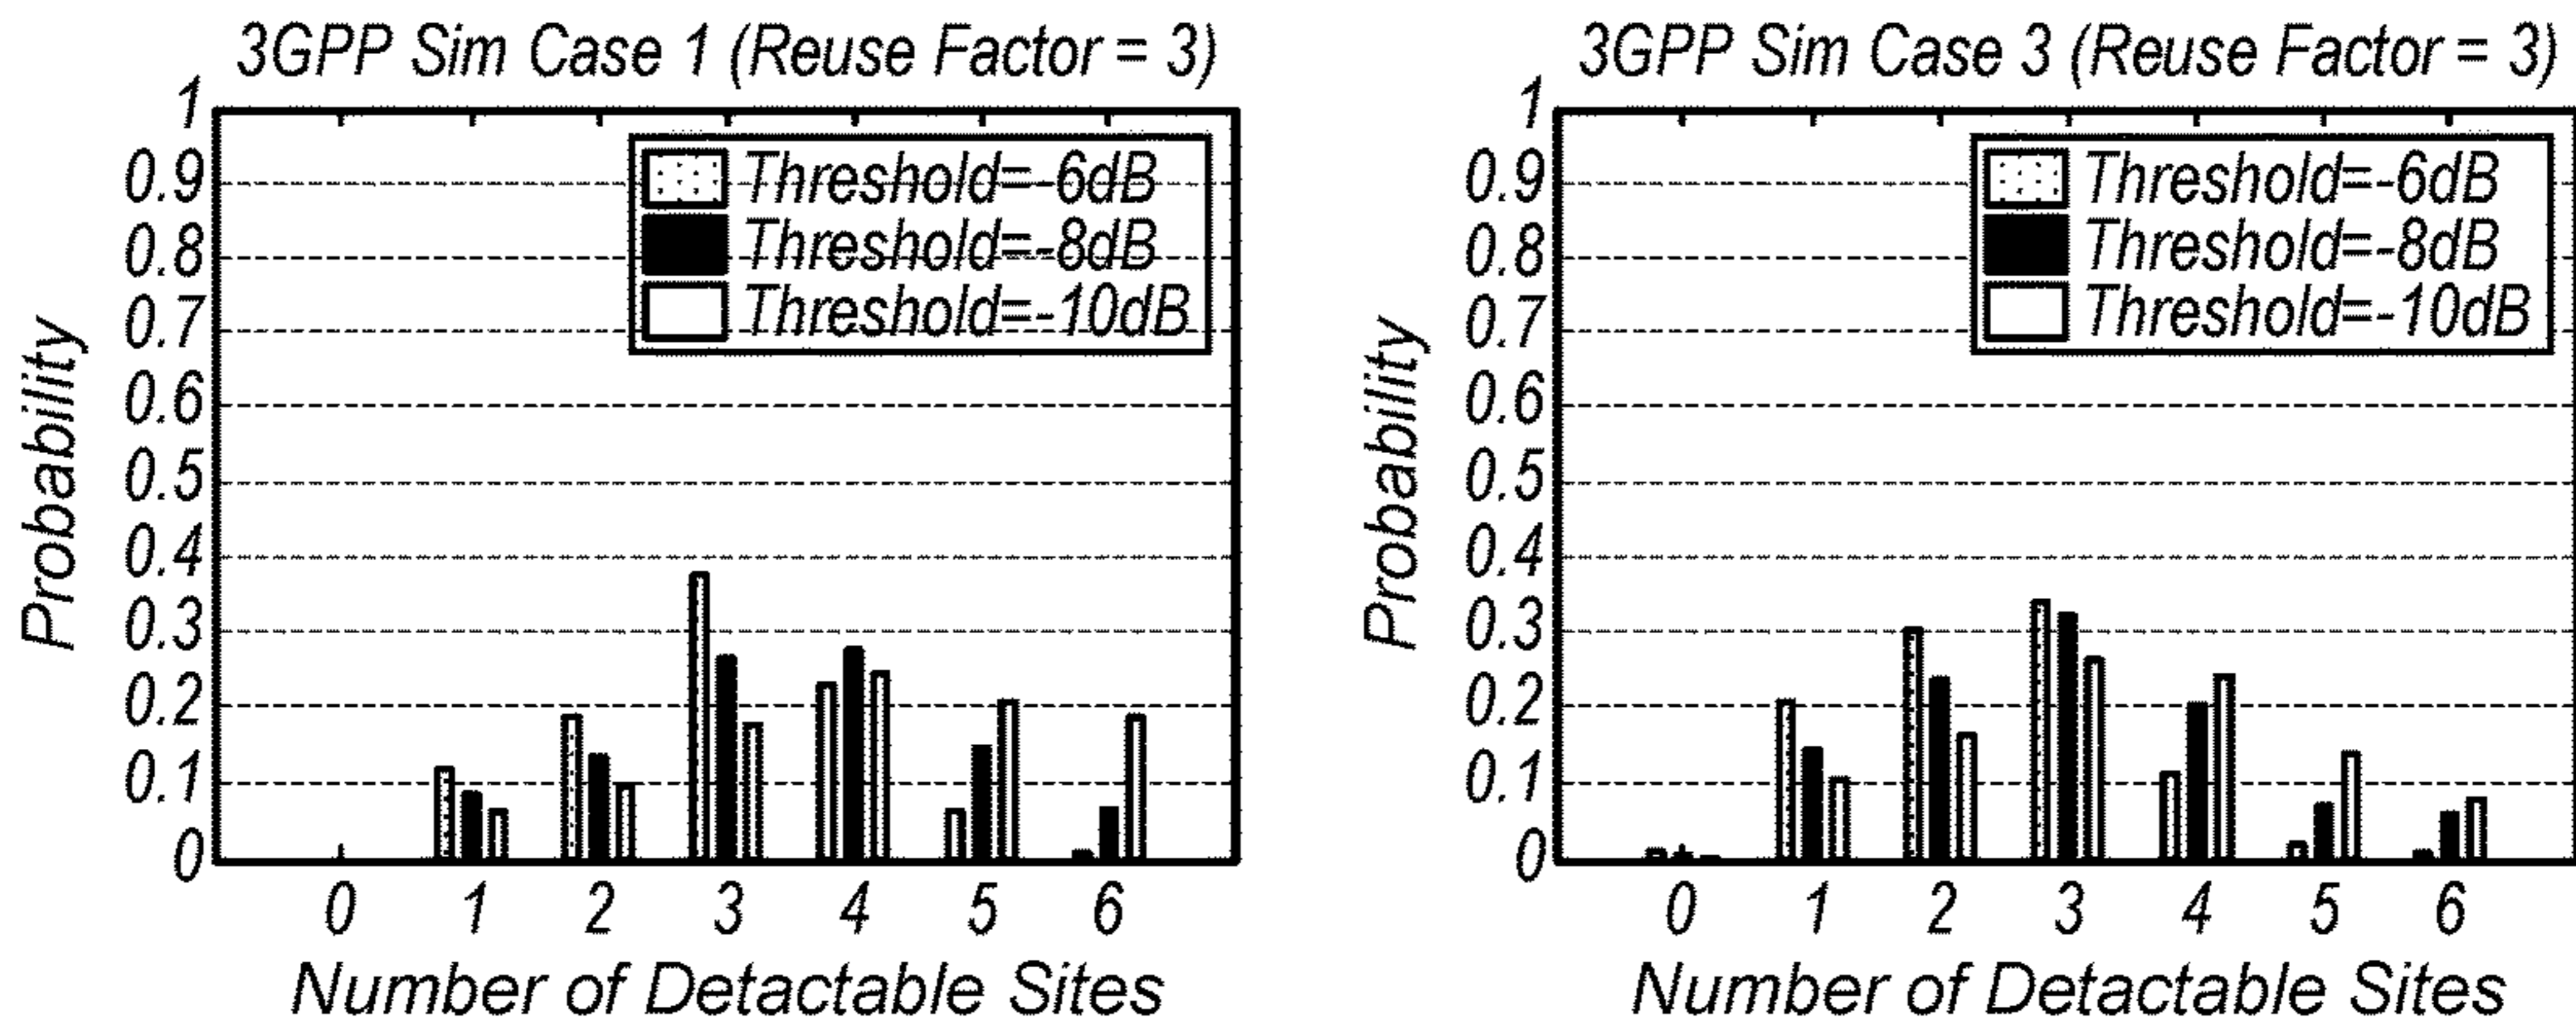 3GPP Sim Case 1 (Reuse Factor = 3)
1
0.9
0.8
0.7
0.6
0.5
0.4
0.3
0.2
0.1
0
Probability
Threshold=-6dB
Threshold=-8dB
Threshold=-10dB
0 1 2 3 4 5 6
Number of Detactable Sites
3GPP Sim Case 3 (Reuse Factor = 3)
1
0.9
0.8
0.7
0.6
0.5
0.4
0.3
0.2
0.1
0
Probability
Threshold=-6dB
Threshold=-8dB
Threshold=-10dB
0 1 2 3 4 5 6
Number of Detactable Sites